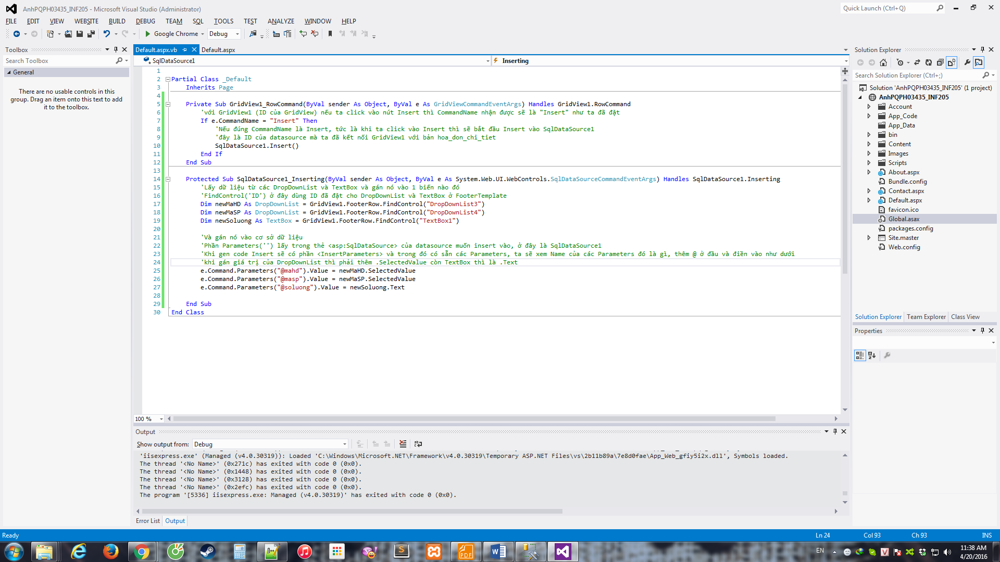 AnhPQPH03435_INF205 - Microsoft Visual Studio (Administrator)
Quick Launch (Ctrl+Q)
FILE EDIT VIEW WEBSITE BUILD DEBUG TEAM SQL TOOLS TEST ANALYZE WINDOW HELP
Google Chrome Debug
Toolbox
Search Toolbox
General
There are no usable controls in this
group. Drag an item onto this text to add
it to the toolbox.
Default.aspx.vb Default.aspx
SqlDataSource1 Inserting
1
2 Partial Class _Default
3 Inherits Page
4
5 Private Sub GridView1_RowCommand(ByVal sender As Object, ByVal e As GridViewCommandEventArgs) Handles GridView1.RowCommand
6 'với GridView1 (ID của GridView) nếu ta click vào nút Insert thì CommandName nhận được sẽ là "Insert" như ta đã đặt
7 If e.CommandName = "Insert" Then
8 'Nếu đúng CommandName là Insert, tức là khi ta click vào Insert thì sẽ bắt đầu Insert vào SqlDataSource1
9 'đây là ID của datasource mà ta đã kết nối GridView1 với bản hoa_don_chi_tiet
10 SqlDataSource1.Insert()
11 End If
12 End Sub
13
14 Protected Sub SqlDataSource1_Inserting(ByVal sender As Object, ByVal e As System.Web.UI.WebControls.SqlDataSourceCommandEventArgs) Handles SqlDataSource1.Inserting
15 'Lấy dữ liệu từ các DropDownList và TextBox và gán nó vào 1 biến nào đó
16 'FindControl('ID') ở đây dùng ID đã đặt cho DropDownList và TextBox ở FooterTemplate
17 Dim newMaHD As DropDownList = GridView1.FooterRow.FindControl("DropDownList3")
18 Dim newMaSP As DropDownList = GridView1.FooterRow.FindControl("DropDownList4")
19 Dim newSoluong As TextBox = GridView1.FooterRow.FindControl("TextBox1")
20
21 'Và gán nó vào cơ sở dữ liệu
22 'Phần Parameters('') lấy trong thẻ <asp:SqlDataSource> của datasource muốn insert vào, ở đây là SqlDataSource1
23 'Khi gen code Insert sẽ có phần <InsertParameters> và trong đó có sẵn các Parameters, ta sẽ xem Name của các Parameters đó là gì, thêm @ ở đầu và điền vào như dưới
24 'khi gán giá trị của DropDownList thì phải thêm .SelectedValue còn TextBox thì là .Text
25 e.Command.Parameters("@mahd").Value = newMaHD.SelectedValue
26 e.Command.Parameters("@masp").Value = newMaSP.SelectedValue
27 e.Command.Parameters("@soluong").Value = newSoluong.Text
28
29 End Sub
30 End Class
100 %
Output
Show output from: Debug
'iisexpress.exe' (Managed (v4.0.30319)): Loaded 'C:\Windows\Microsoft.NET\Framework\v4.0.30319\Temporary ASP.NET Files\vs\2b11b89a\7e8d0fae\App_Web_gfiy5i2x.dll', Symbols loaded.
The thread '<No Name>' (0x271c) has exited with code 0 (0x0).
The thread '<No Name>' (0x1448) has exited with code 0 (0x0).
The thread '<No Name>' (0x3128) has exited with code 0 (0x0).
The thread '<No Name>' (0x2efc) has exited with code 0 (0x0).
The program '[5336] iisexpress.exe: Managed (v4.0.30319)' has exited with code 0 (0x0).
Error List Output
Solution Explorer
Search Solution Explorer (Ctrl+;)
Solution 'AnhPQPH03435_INF205' (1 project)
AnhPQPH03435_INF205
Account
App_Code
App_Data
bin
Content
Images
Scripts
About.aspx
Bundle.config
Contact.aspx
Default.aspx
favicon.ico
Global.asax
packages.config
Site.master
Web.config
Solution Explorer Team Explorer Class View
Properties
Ready Ln 24 Col 93 Ch 93 INS
EN
11:38 AM
4/20/2016